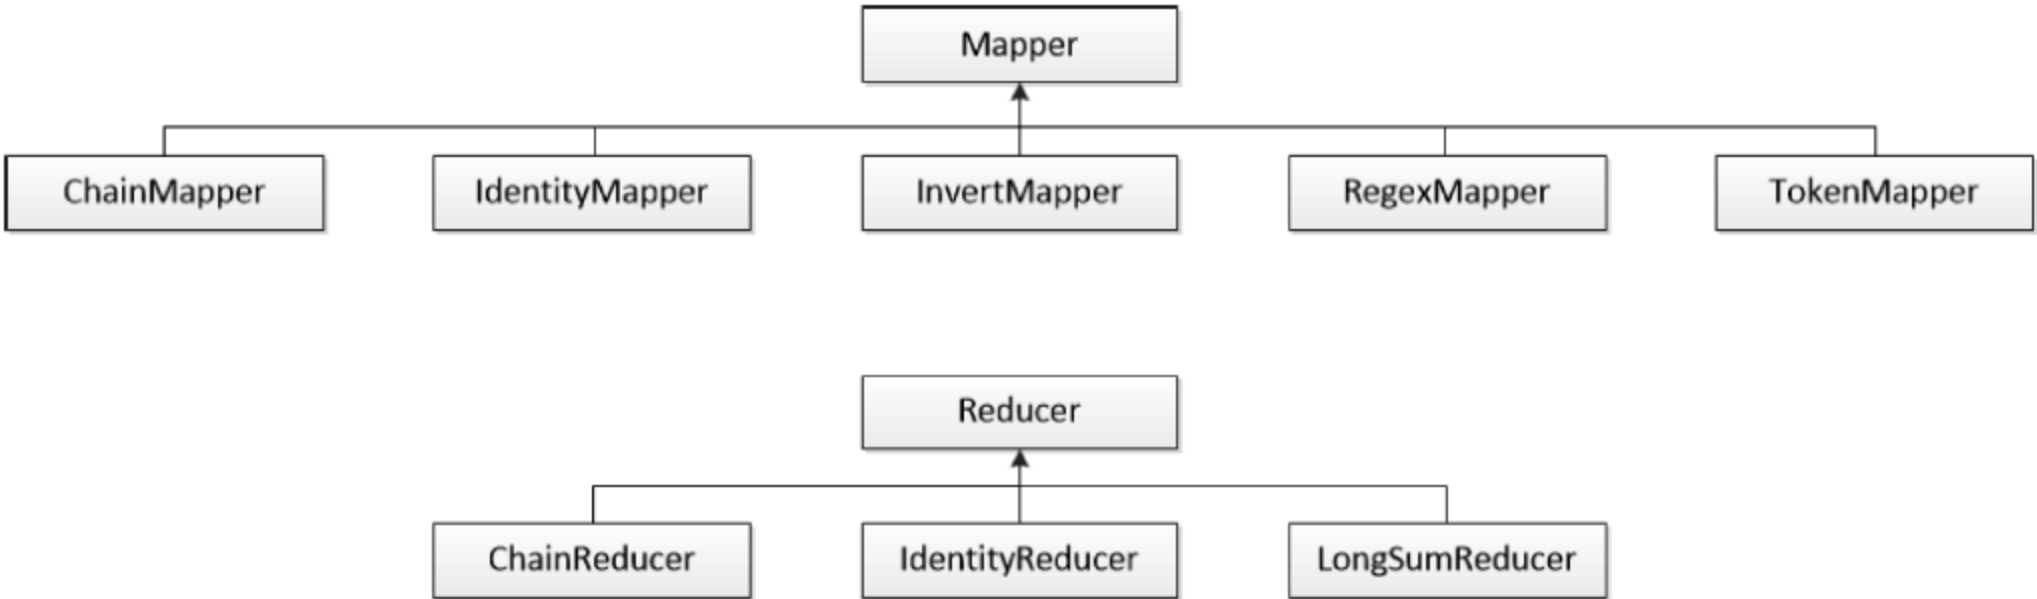 Mapper
ChainMapper
IdentityMapper
InvertMapper
RegexMapper
TokenMapper
Reducer
ChainReducer
IdentityReducer
LongSumReducer